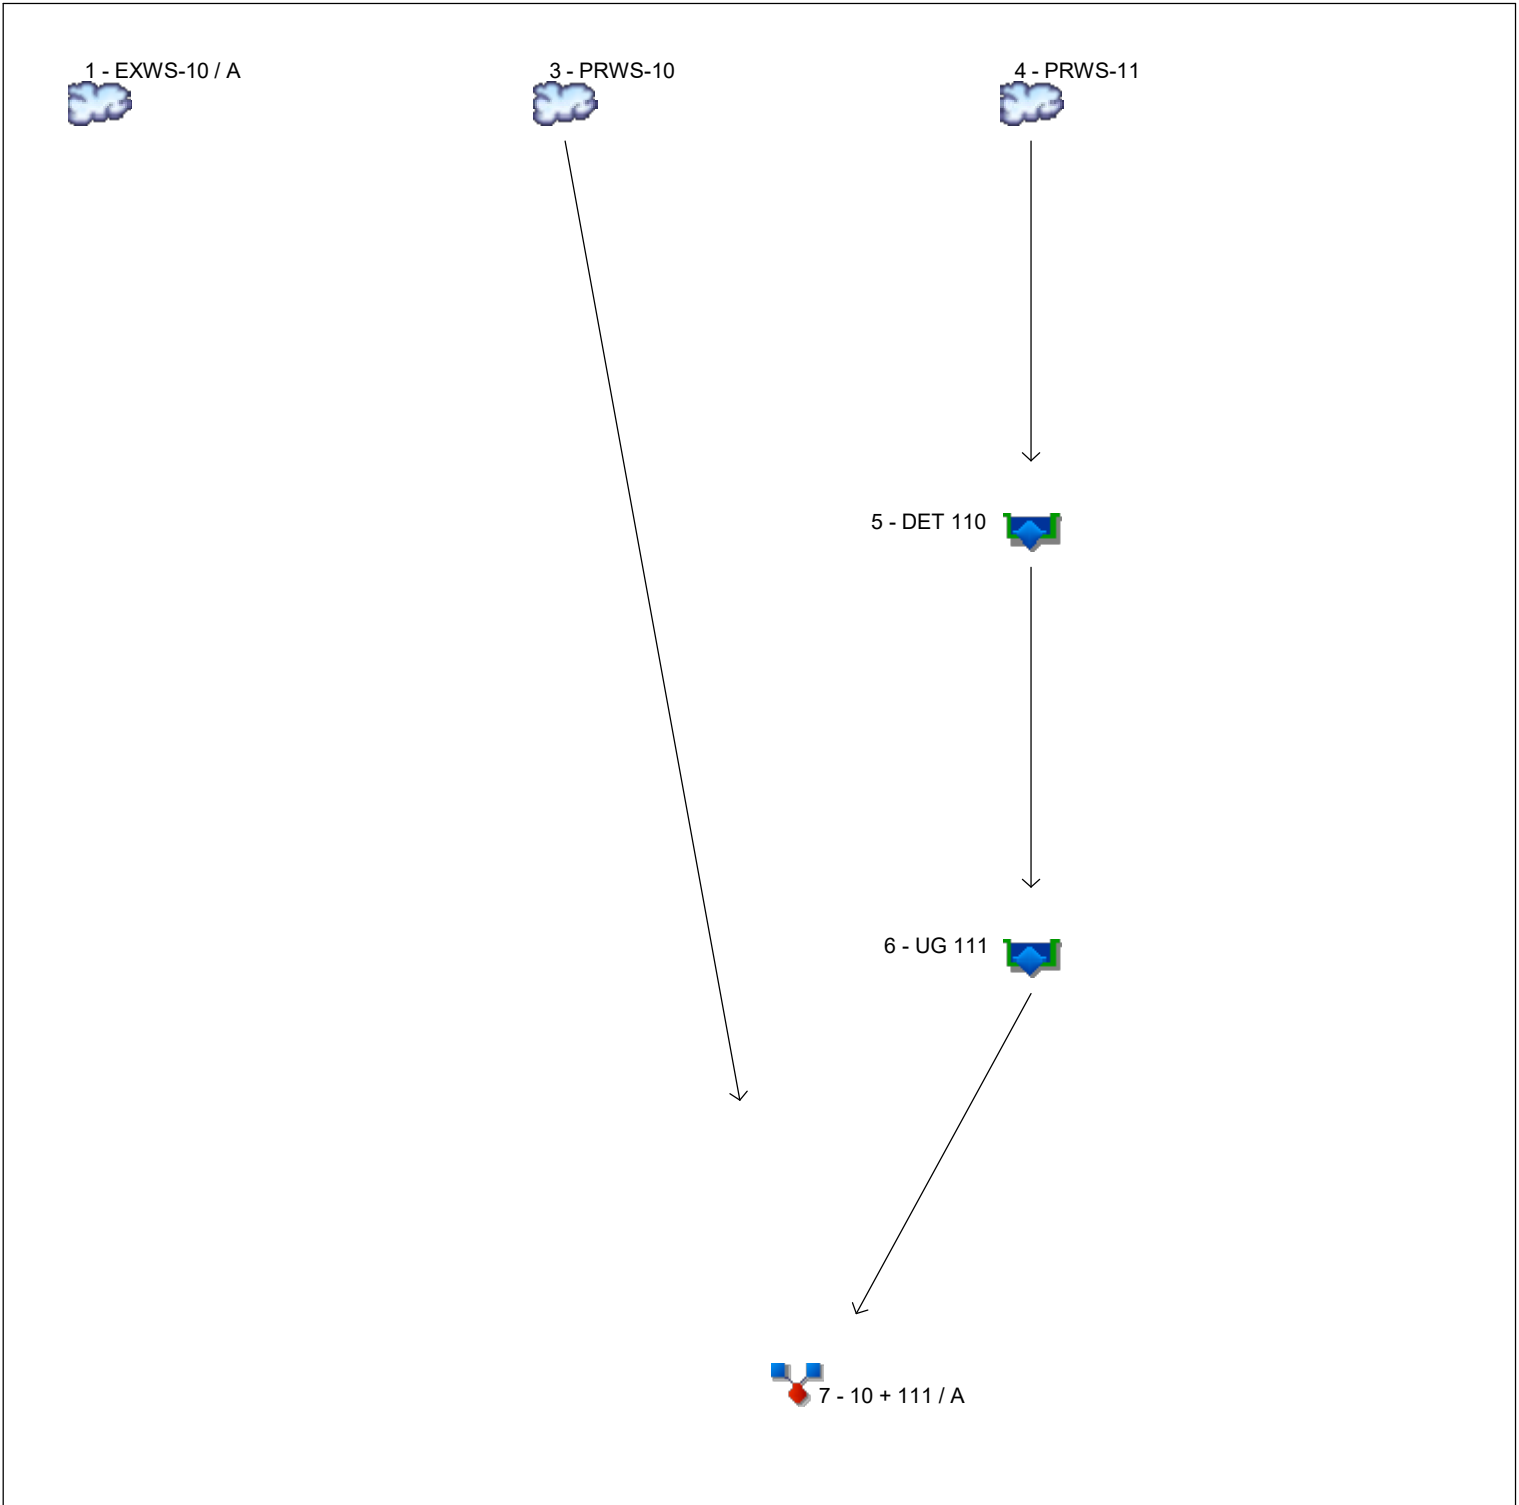 1 - EXWS-10 / A
3 - PRWS-10
4 - PRWS-11
5 - DET 110
6 - UG 111
7 - 10 + 111 / A